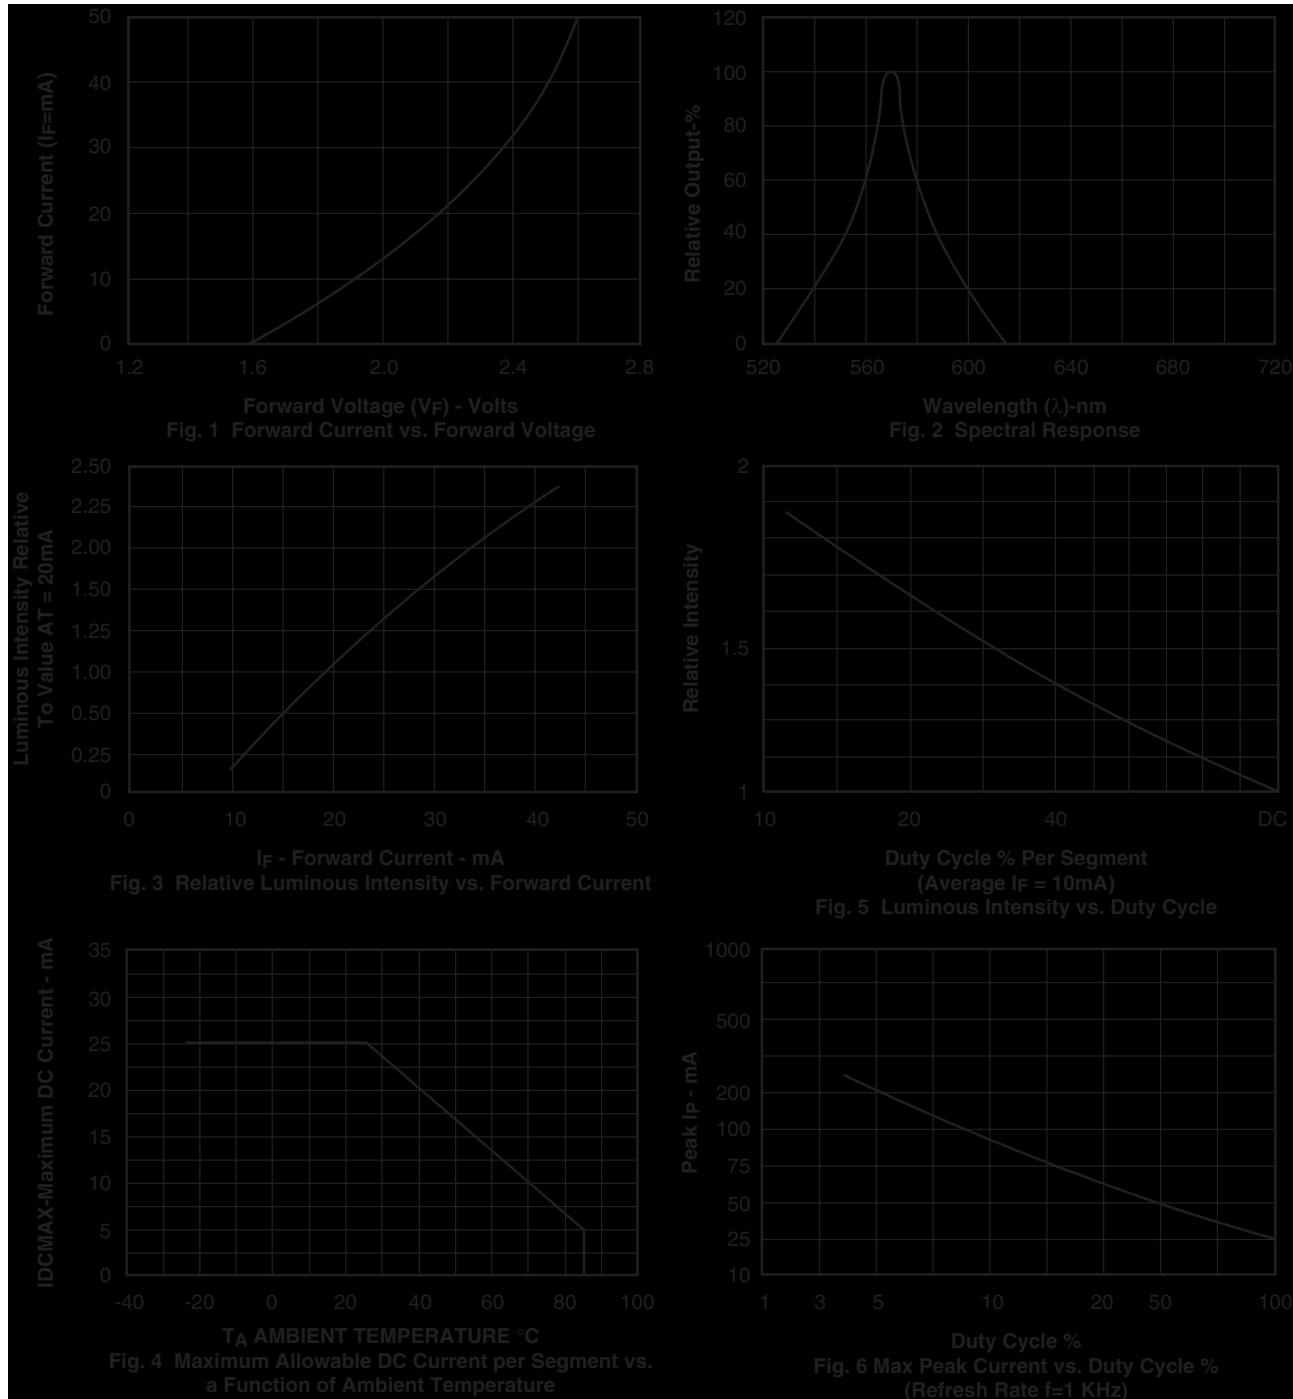 50
40
30
20
10
0
1.2 1.6 2.0 2.4 2.8
Forward Current (IF=mA)
Forward Voltage (VF) - Volts
Fig. 1 Forward Current vs. Forward Voltage
120
100
80
60
40
20
0
520 560 600 640 680 720
Relative Output-%
Wavelength (λ)-nm
Fig. 2 Spectral Response
2.50
2.25
2.00
1.50
1.25
1.00
0.50
0.25
0
0 10 20 30 40 50
Luminous Intensity Relative
To Value AT = 20mA
IF - Forward Current - mA
Fig. 3 Relative Luminous Intensity vs. Forward Current
2
1.5
1
10 20 40 DC
Relative Intensity
Duty Cycle % Per Segment
(Average IF = 10mA)
Fig. 5 Luminous Intensity vs. Duty Cycle
35
30
25
20
15
10
5
0
-40 -20 0 20 40 60 80 100
IDCMAX-Maximum DC Current - mA
TA AMBIENT TEMPERATURE °C
Fig. 4 Maximum Allowable DC Current per Segment vs.
a Function of Ambient Temperature
1000
500
200
100
75
50
25
10
1 3 5 10 20 50 100
Peak IP - mA
Duty Cycle %
Fig. 6 Max Peak Current vs. Duty Cycle %
(Refresh Rate f=1 KHz)